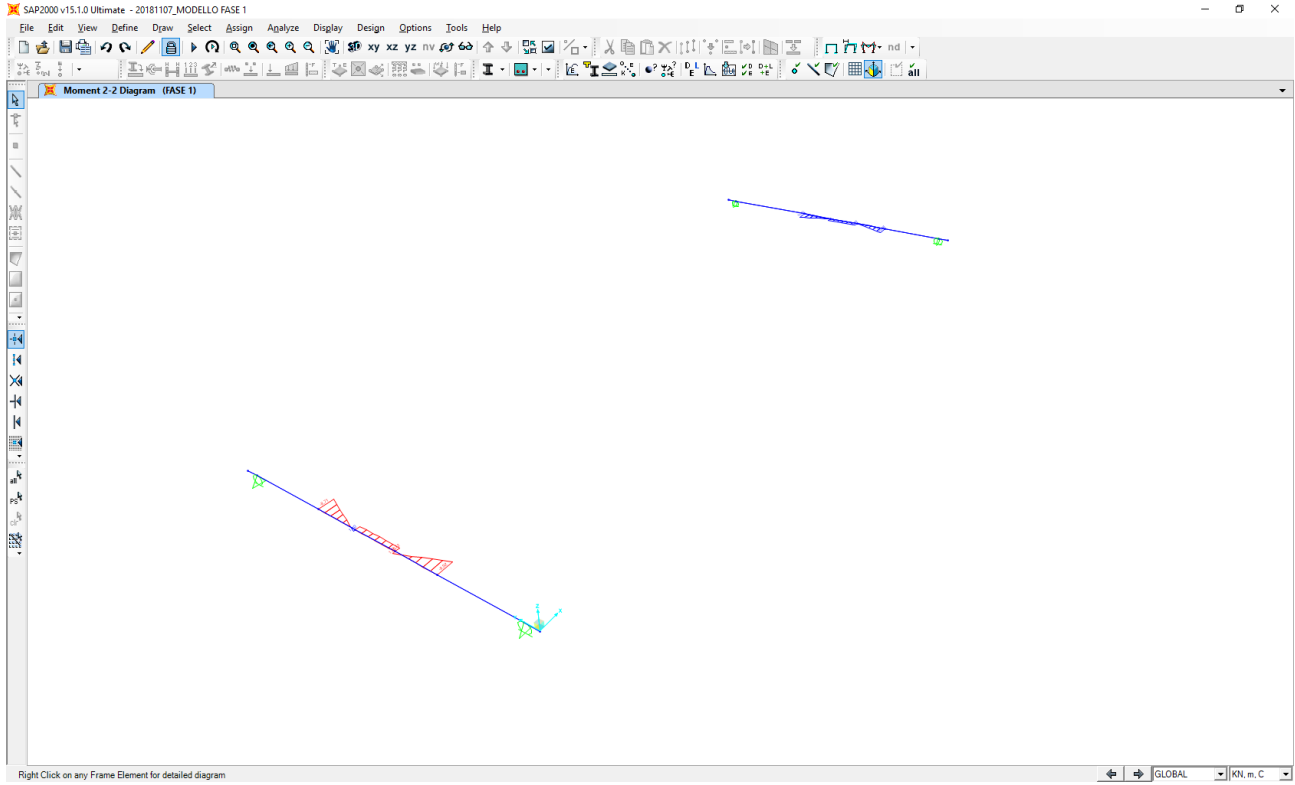 SAP2000 v15.1.0 Ultimate - 20181107_MODELLO FASE 1
File Edit View Define Draw Select Assign Analyze Display Design Options Tools Help
xy xz yz nv nd
all
Moment 2-2 Diagram (FASE 1)
all
PS
clr
Z
X
Right Click on any Frame Element for detailed diagram
GLOBAL
KN, m, C